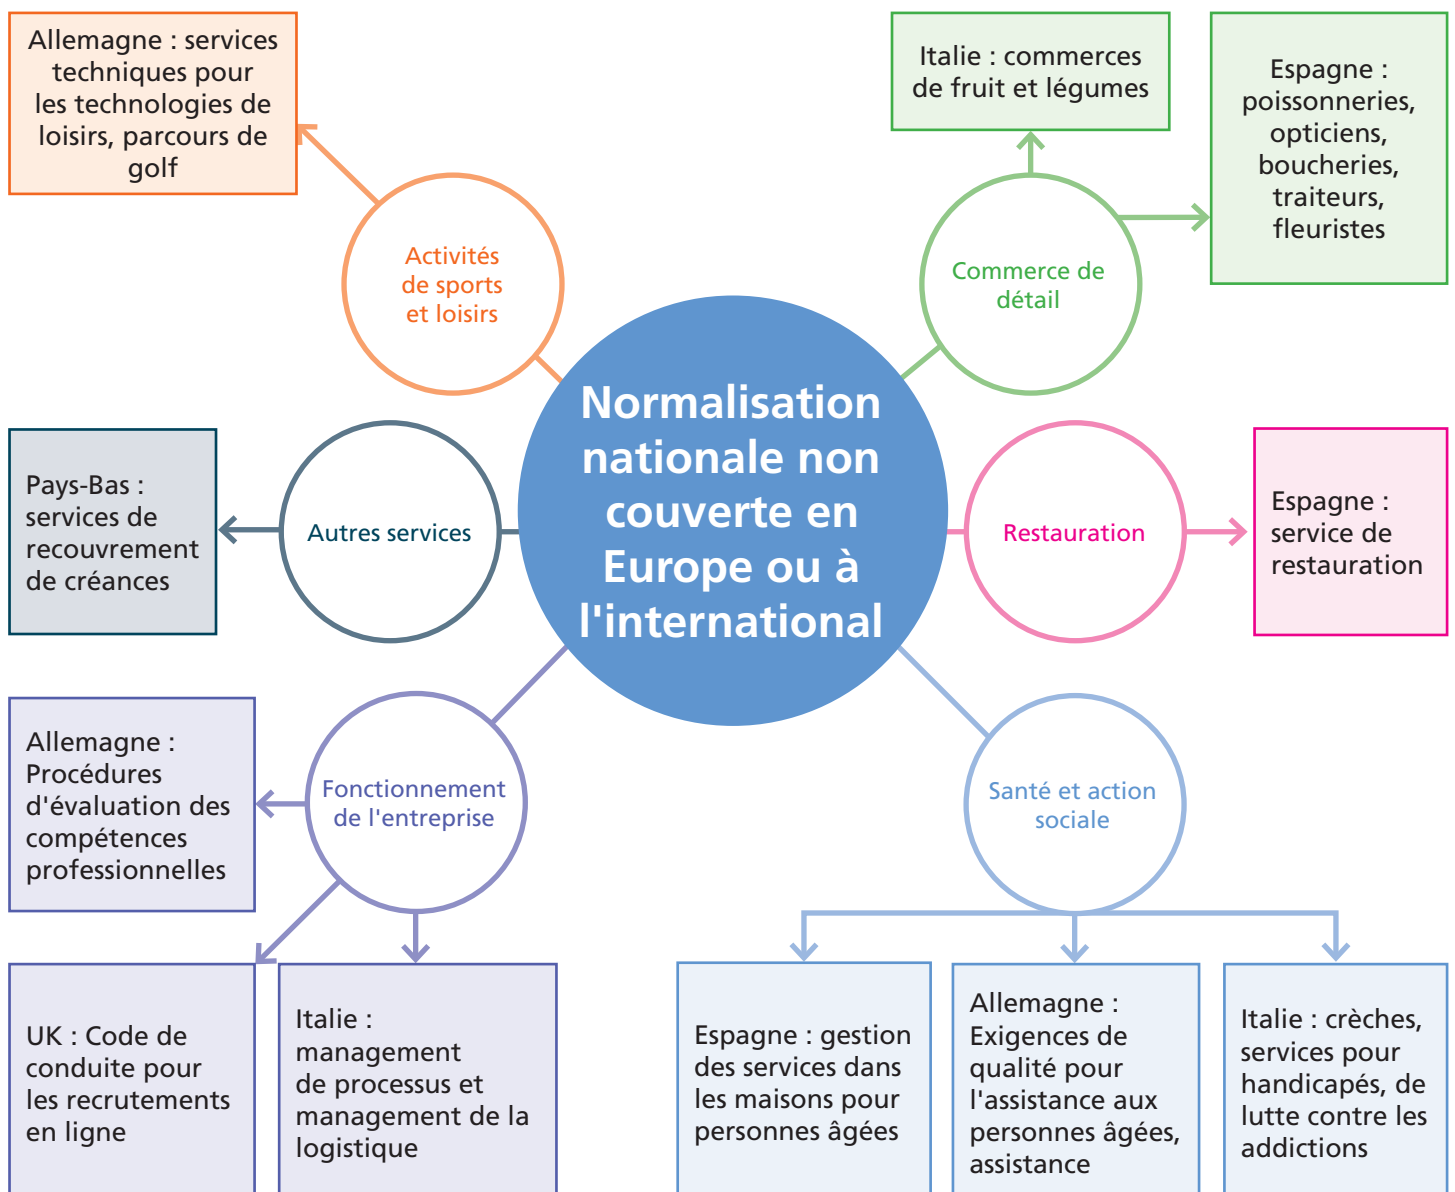 Allemagne : services
techniques pour
les technologies de
loisirs, parcours de
golf
Italie : commerces
de fruit et légumes
Espagne :
poissonneries,
opticiens,
boucheries,
traiteurs,
fleuristes
Activités
de sports
et loisirs
Commerce de
détail
Normalisation
nationale non
couverte en
Europe ou à
l'international
Pays-Bas :
services de
recouvrement
de créances
Autres services
Restauration
Espagne :
service de
restauration
Allemagne :
Procédures
d'évaluation des
compétences
professionnelles
Fonctionnement
de l'entreprise
Santé et action
sociale
UK : Code de
conduite pour
les recrutements
en ligne
Italie :
management
de processus et
management de la
logistique
Espagne : gestion
des services dans
les maisons pour
personnes âgées
Allemagne :
Exigences de
qualité pour
l'assistance aux
personnes âgées,
assistance
Italie : crèches,
services pour
handicapés, de
lutte contre les
addictions